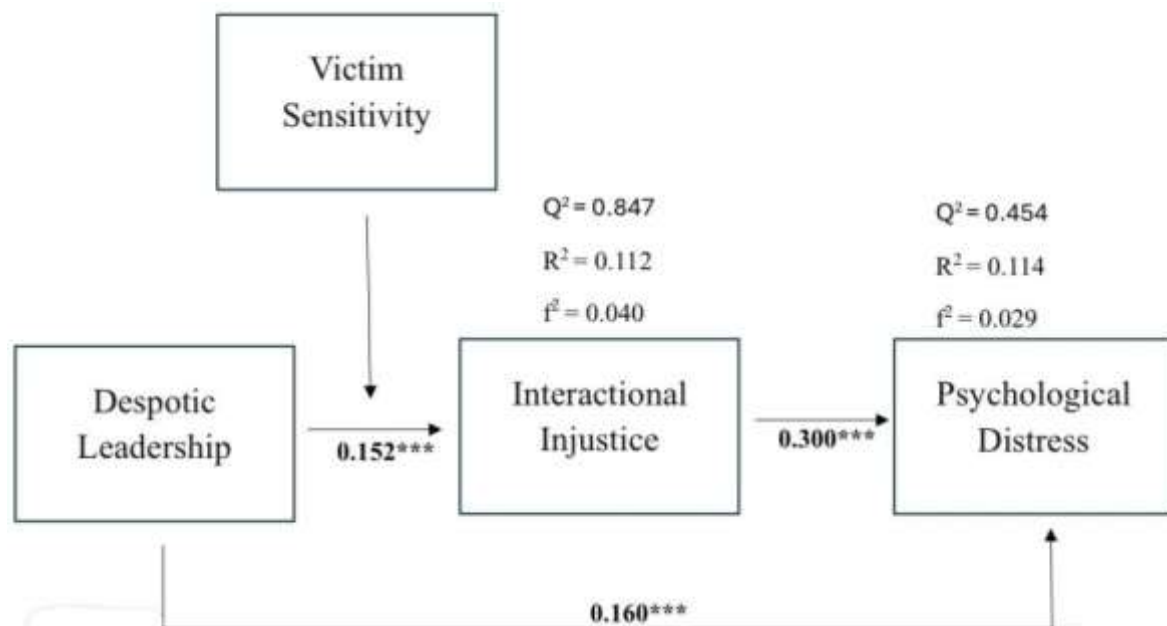 Victim
Sensitivity
Q² = 0.847
R² = 0.112
f² = 0.040
Q² = 0.454
R² = 0.114
f² = 0.029
Despotic
Leadership
0.152***
Interactional
Injustice
0.300***
Psychological
Distress
0.160***